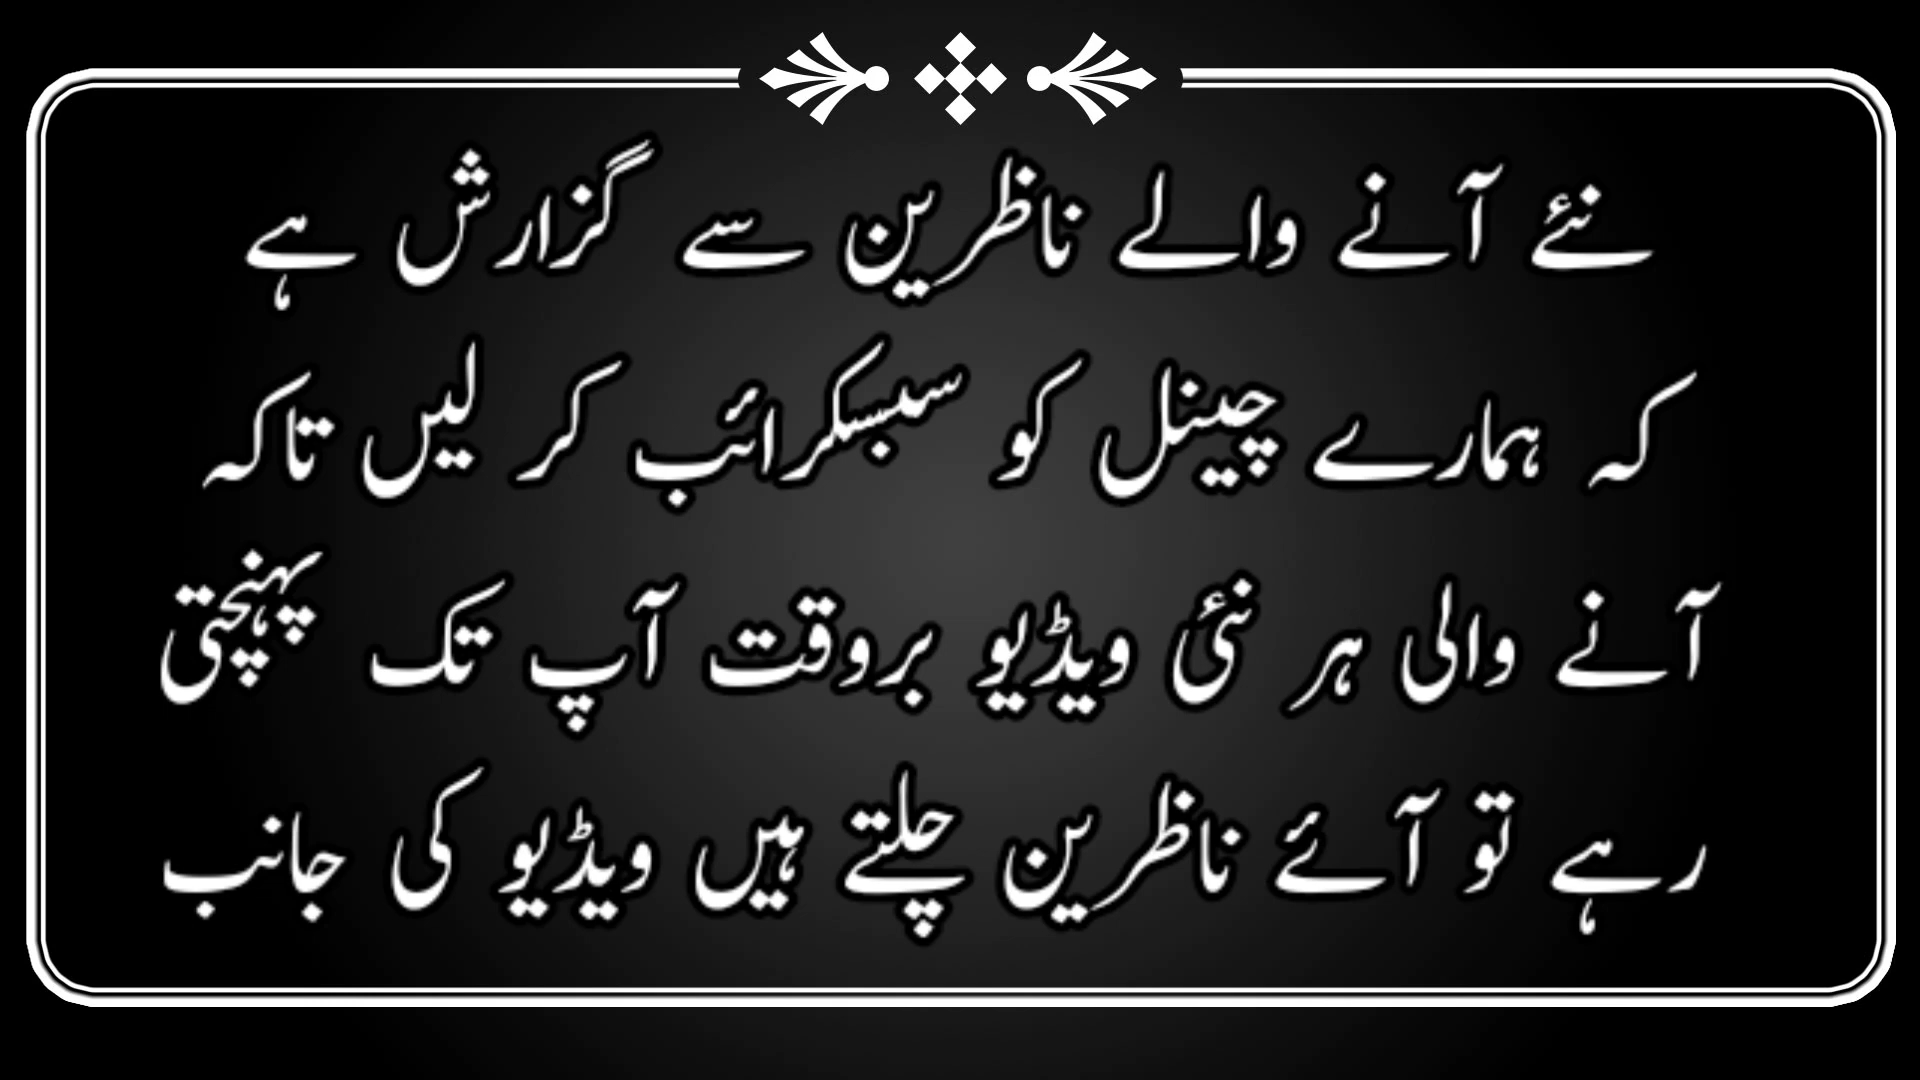 نئے آنے والے ناظرین سے گزارش ہے
کہ ہمارے چینل کو سبسکرائب کر لیں تاکہ
آنے والی ہر نئی ویڈیو بروقت آپ تک پہنچتی
رہے تو آئے ناظرین چلتے ہیں ویڈیو کی جانب